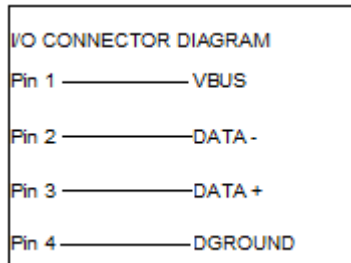 I/O CONNECTOR DIAGRAM
Pin 1 VBUS
Pin 2 DATA -
Pin 3 DATA +
Pin 4 DGROUND